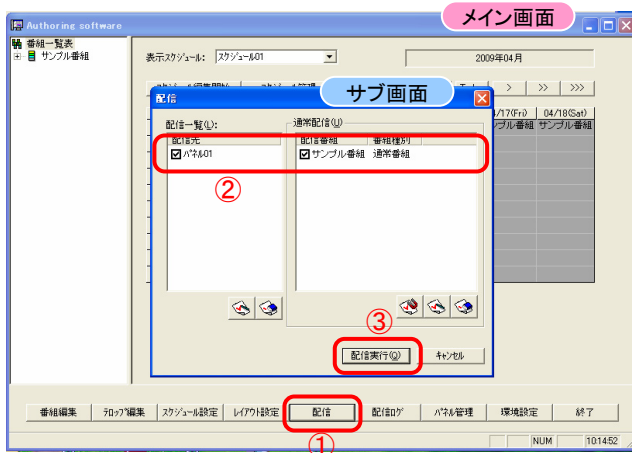 メイン画面
Authoring software
番組一覧表
サンプル番組
表示スケジュール: スケジュール01
2009年04月
> >> >>>
サブ画面
配信
/17(Fri) 04/18(Sat)
ンプル番組 サンプル番組
配信一覧(L): 通常配信(U)
配信先 配信番組 番組種別
パネル01 サンプル番組 通常番組
②
③
配信実行(Q) キャンセル
番組編集 テロップ編集 スケジュール設定 レイアウト設定 配信 配信ログ パネル管理 環境設定 終了
①
NUM 10:14:52